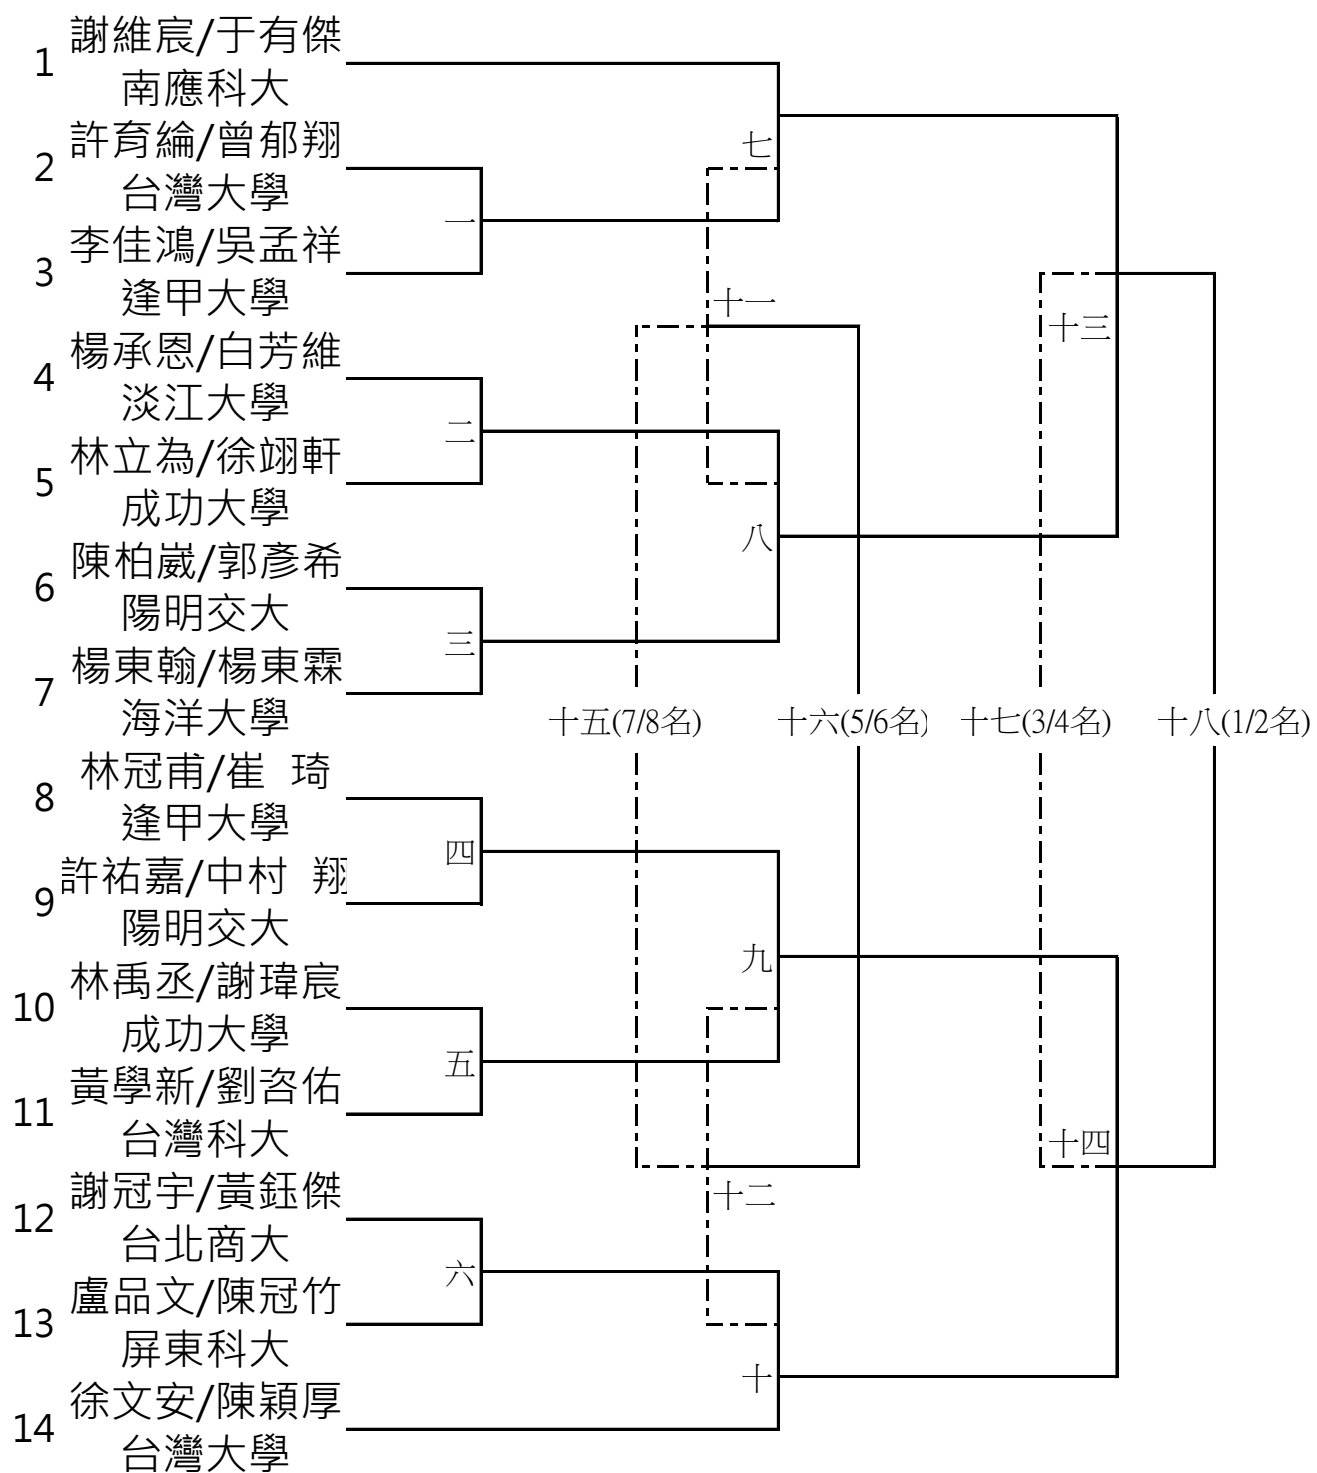 1 謝維宸/于有傑
南應科大
2 許育綸/曾郁翔
台灣大學
3 李佳鴻/吳孟祥
逢甲大學
4 楊承恩/白芳維
淡江大學
5 林立為/徐翊軒
成功大學
6 陳柏崴/郭彥希
陽明交大
7 楊東翰/楊東霖
海洋大學
8 林冠甫/崔 琦
逢甲大學
9 許祐嘉/中村 翔
陽明交大
10 林禹丞/謝瑋宸
成功大學
11 黃學新/劉咨佑
台灣科大
12 謝冠宇/黃鈺傑
台北商大
13 盧品文/陳冠竹
屏東科大
14 徐文安/陳穎厚
台灣大學
一
二
三
四
五
六
七
八
九
十
十一
十二
十三
十四
十五(7/8名)
十六(5/6名)
十七(3/4名)
十八(1/2名)